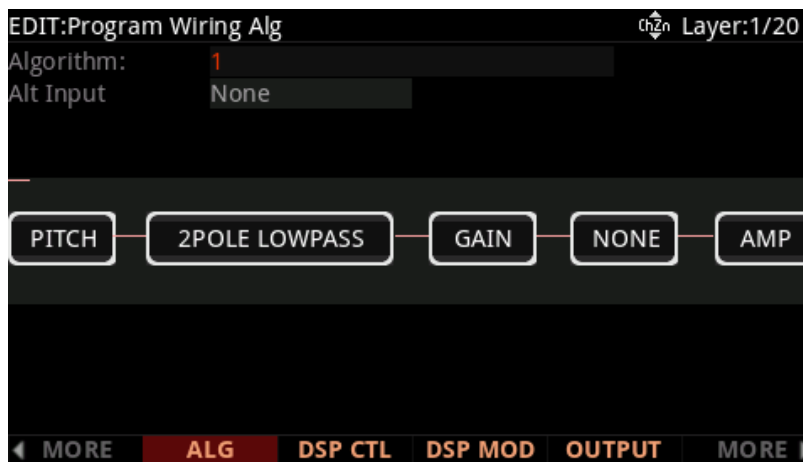 EDIT:Program Wiring Alg ChZn Layer:1/20
Algorithm: 1
Alt Input None
PITCH 2POLE LOWPASS GAIN NONE AMP
MORE ALG DSP CTL DSP MOD OUTPUT MORE